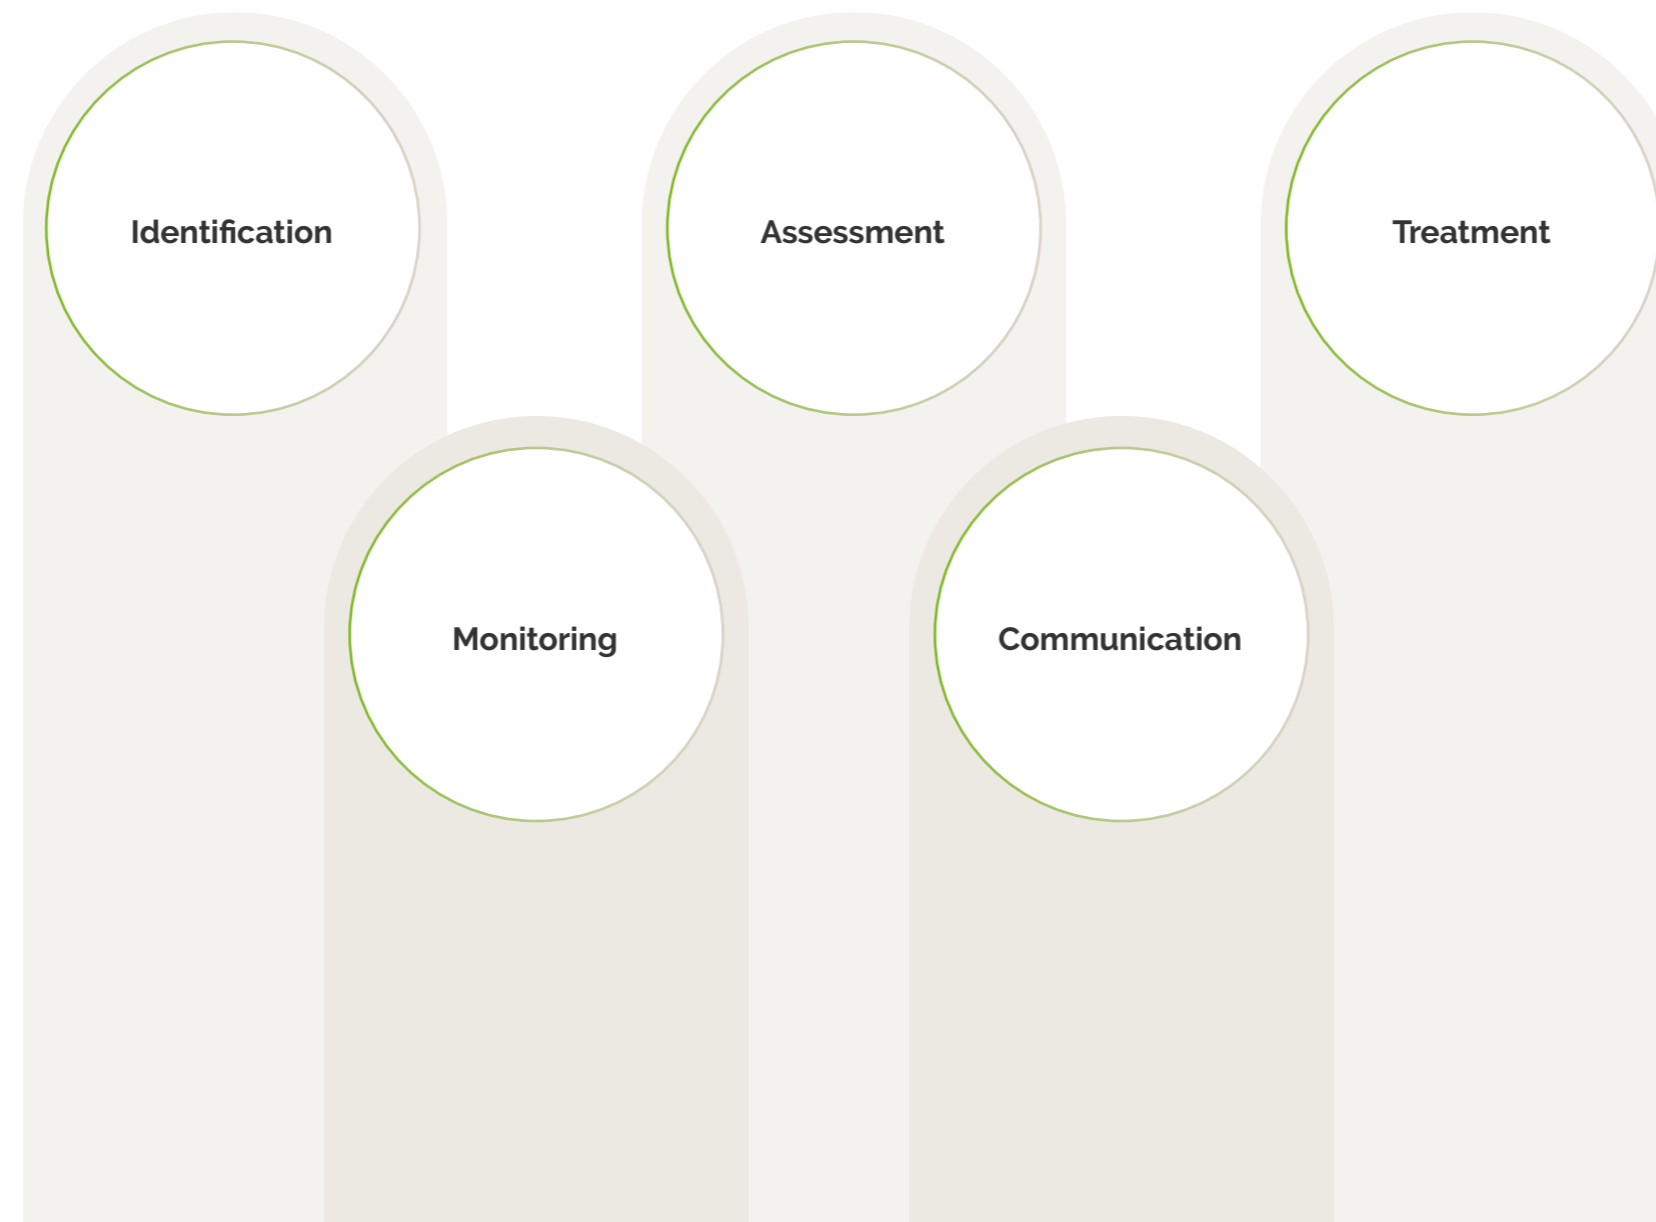 Identification
Assessment
Treatment
Monitoring
Communication